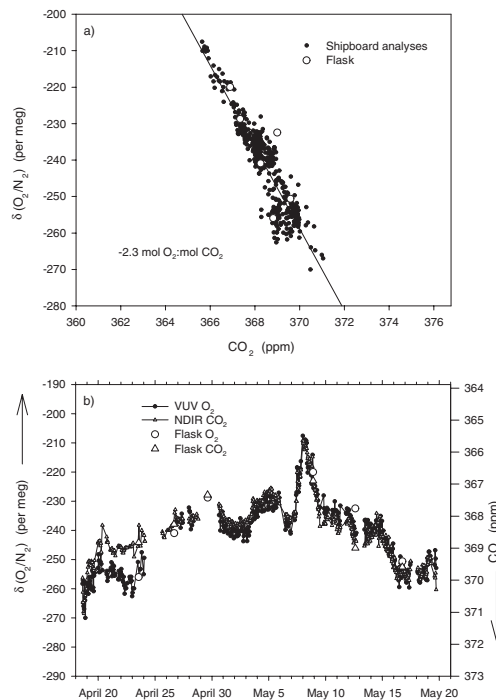 a)
Shipboard analyses
Flask
-200
-210
-220
-230
-240
-250
-260
-270
-280
δ (O₂/N₂) (per meg)
-2.3 mol O₂:mol CO₂
360 362 364 366 368 370 372 374 376
CO₂ (ppm)
b)
VUV O₂
NDIR CO₂
Flask O₂
Flask CO₂
-190
-200
-210
-220
-230
-240
-250
-260
-270
-280
-290
δ (O₂/N₂) (per meg)
364
365
366
367
368
369
370
371
372
373
CO₂ (ppm)
April 20 April 25 April 30 May 5 May 10 May 15 May 20